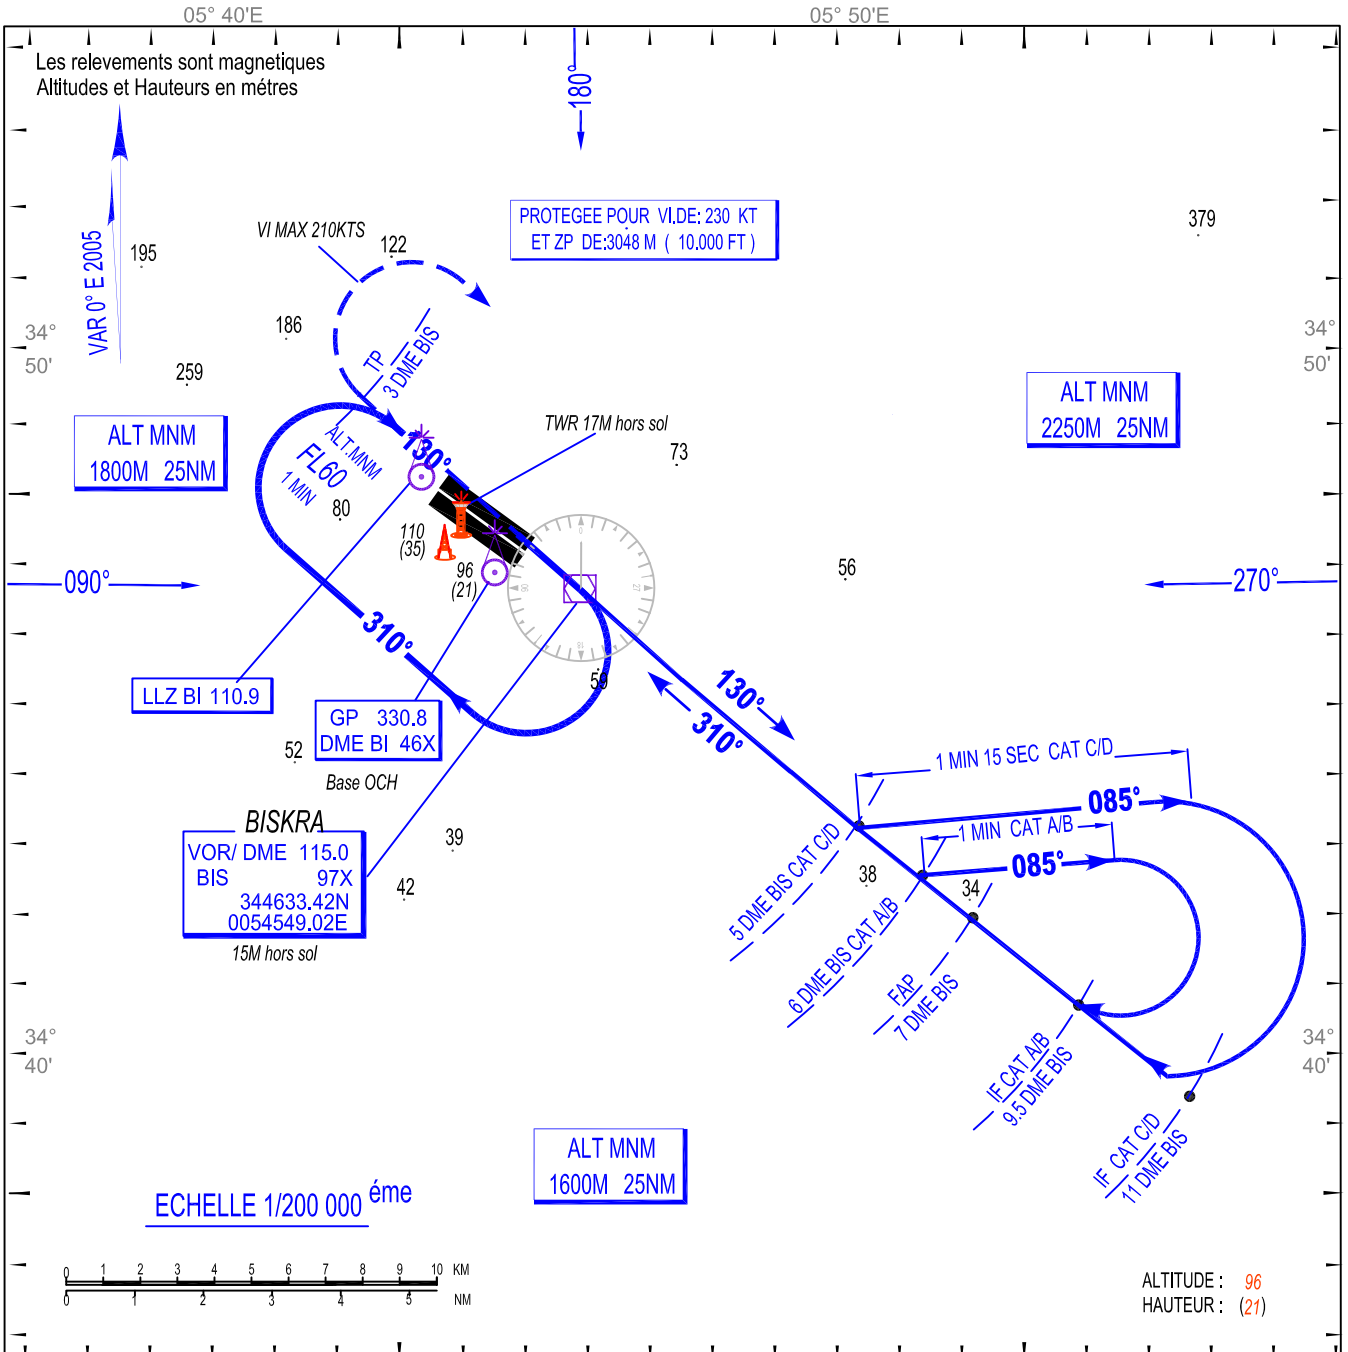 05° 40'E
05° 50'E
Les relevements sont magnetiques
Altitudes et Hauteurs en métres
180°
VAR 0° E 2005
195
VI MAX 210KTS
122
PROTEGEE POUR VI.DE: 230 KT
ET ZP DE:3048 M ( 10.000 FT )
379
186
259
34°
50'
34°
50'
TP
3 DME BIS
ALT MNM
1800M 25NM
ALT MNM
2250M 25NM
ALT.MNM
FL60
1 MIN
130°
TWR 17M hors sol
73
80
110
(35)
96
(21)
56
090°
270°
0
27
18
90
310°
59
LLZ BI 110.9
GP 330.8
DME BI 46X
Base OCH
52
130°
310°
1 MIN 15 SEC CAT C/D
085°
1 MIN CAT A/B
085°
BISKRA
VOR/ DME 115.0
BIS 97X
344633.42N
0054549.02E
15M hors sol
39
42
38
34
5 DME BIS CAT C/D
6 DME BIS CAT A/B
FAP
7 DME BIS
IF CAT A/B
9.5 DME BIS
IF CAT C/D
11 DME BIS
34°
40'
34°
40'
ALT MNM
1600M 25NM
ECHELLE 1/200 000 éme
0 1 2 3 4 5 6 7 8 9 10 KM
0 1 2 3 4 5 NM
ALTITUDE : 96
HAUTEUR : (21)